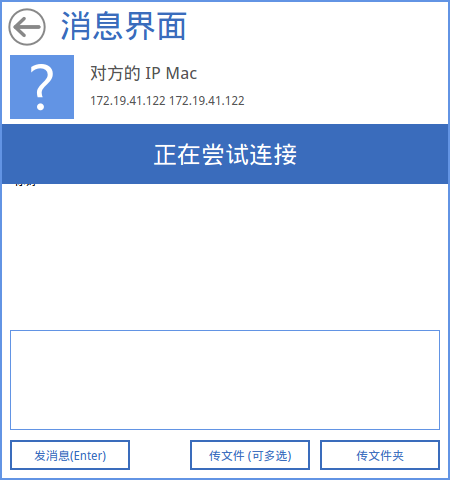 消息界面
?
对方的 IP Mac
172.19.41.122 172.19.41.122
正在尝试连接
发消息(Enter)
传文件 (可多选)
传文件夹